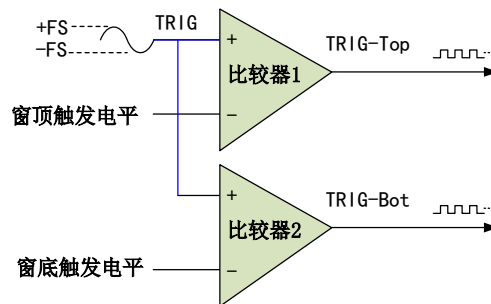 +FS
-FS
TRIG
+
比较器1
-
TRIG-Top
窗顶触发电平
+
比较器2
-
TRIG-Bot
窗底触发电平